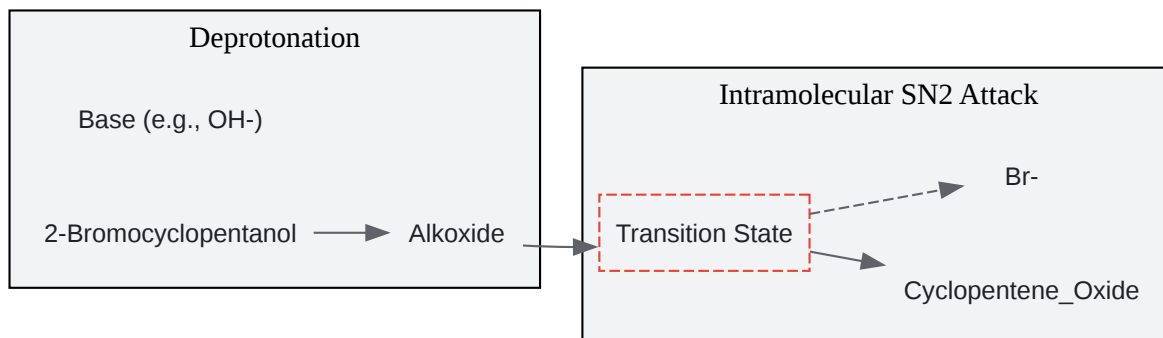 Deprotonation
Base (e.g., OH-)
2-Bromocyclopentanol
Alkoxide
Intramolecular SN2 Attack
Transition State
Br-
Cyclopentene_Oxide